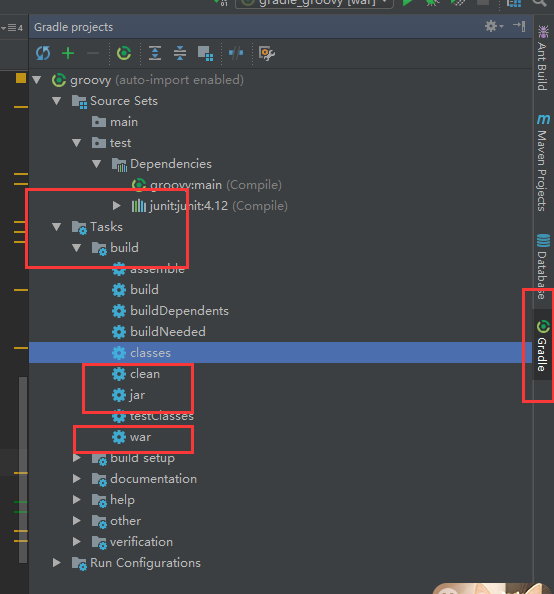 4
gradle_groovy [war]
Gradle projects
groovy (auto-import enabled)
Source Sets
main
test
Dependencies
groovy:main (Compile)
junit:junit:4.12 (Compile)
Tasks
build
assemble
build
buildDependents
buildNeeded
classes
clean
jar
testClasses
war
build setup
documentation
help
other
verification
Run Configurations
Ant Build
m
Maven Projects
Database
Gradle